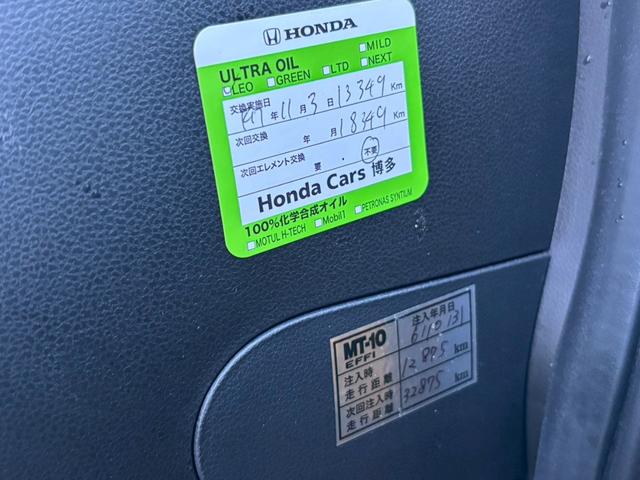 HONDA
ULTRA OIL
MILD
LEO GREEN LTD NEXT
交換実施日 年 11 月 3 日 13349 Km
次回交換 年 月 18349 Km
次回エレメント交換 要 ・ 不要
Honda Cars 博多
100%化学合成オイル
MOTUL H-TECH Mobil1 PETRONAS SYNTIUM
MT-10 EFFI 注入年月日 6/10/31
注入時走行距離 km
次回注入時走行距離 32875 km